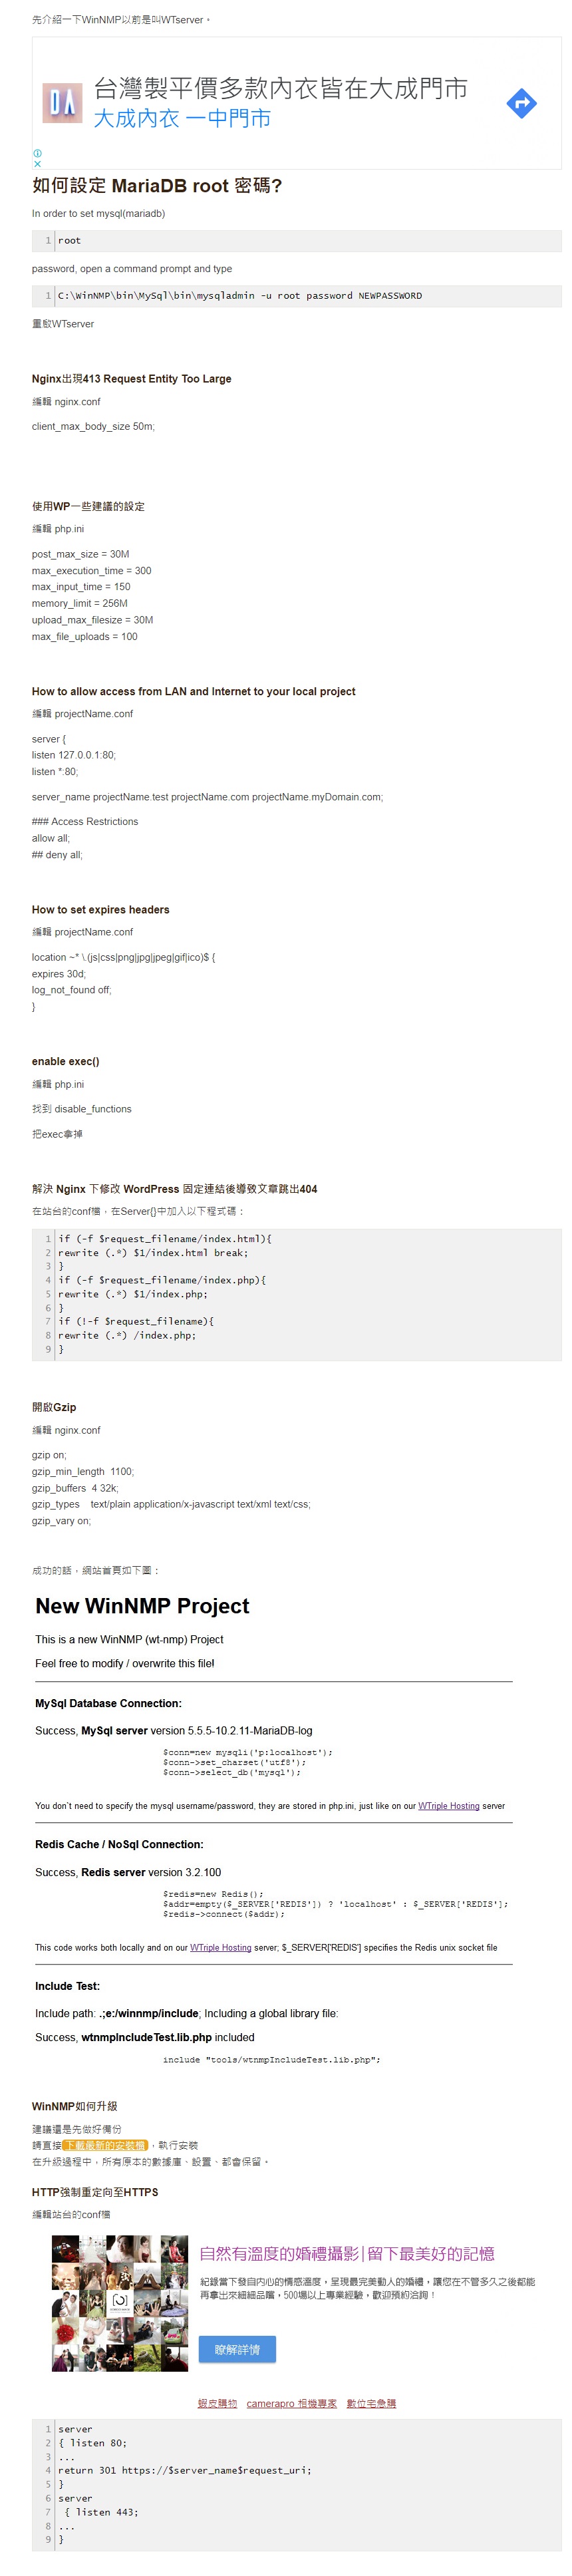 先介紹一下WinNMP以前是叫WTserver。
DA
台灣製平價多款內衣皆在大成門市
大成內衣 一中門市
如何設定 MariaDB root 密碼?
In order to set mysql(mariadb)
1 root
password, open a command prompt and type
1 C:\WinNMP\bin\MySql\bin\mysqladmin -u root password NEWPASSWORD
重啟WTserver
Nginx出現413 Request Entity Too Large
編輯 nginx.conf
client_max_body_size 50m;
使用WP一些建議的設定
編輯 php.ini
post_max_size = 30M
max_execution_time = 300
max_input_time = 150
memory_limit = 256M
upload_max_filesize = 30M
max_file_uploads = 100
How to allow access from LAN and Internet to your local project
編輯 projectName.conf
server {
listen 127.0.0.1:80;
listen *:80;
server_name projectName.test projectName.com projectName.myDomain.com;
### Access Restrictions
allow all;
## deny all;
How to set expires headers
編輯 projectName.conf
location ~* \.(js|css|png|jpg|jpeg|gif|ico)$ {
expires 30d;
log_not_found off;
}
enable exec()
編輯 php.ini
找到 disable_functions
把exec拿掉
解決 Nginx 下修改 WordPress 固定連結後導致文章跳出404
在站台的conf檔，在Server{}中加入以下程式碼：
1 if (-f $request_filename/index.html){
2 rewrite (.*) $1/index.html break;
3 }
4 if (-f $request_filename/index.php){
5 rewrite (.*) $1/index.php;
6 }
7 if (!-f $request_filename){
8 rewrite (.*) /index.php;
9 }
開啟Gzip
編輯 nginx.conf
gzip on;
gzip_min_length  1100;
gzip_buffers  4 32k;
gzip_types    text/plain application/x-javascript text/xml text/css;
gzip_vary on;
成功的話，網站首頁如下圖：
New WinNMP Project
This is a new WinNMP (wt-nmp) Project
Feel free to modify / overwrite this file!
MySql Database Connection:
Success, MySql server version 5.5.5-10.2.11-MariaDB-log
$conn=new mysqli('p:localhost');
$conn->set_charset('utf8');
$conn->select_db('mysql');
You don`t need to specify the mysql username/password, they are stored in php.ini, just like on our WTriple Hosting server
Redis Cache / NoSql Connection:
Success, Redis server version 3.2.100
$redis=new Redis();
$addr=empty($_SERVER['REDIS']) ? 'localhost' : $_SERVER['REDIS'];
$redis->connect($addr);
This code works both locally and on our WTriple Hosting server; $_SERVER['REDIS'] specifies the Redis unix socket file
Include Test:
Include path: .;e:/winnmp/include; Including a global library file:
Success, wtnmpIncludeTest.lib.php included
include "tools/wtnmpIncludeTest.lib.php";
WinNMP如何升級
建議還是先做好備份
請直接下載最新的安裝檔，執行安裝
在升級過程中，所有原本的數據庫、設置、都會保留。
HTTP強制重定向至HTTPS
編輯站台的conf檔
自然有溫度的婚禮攝影|留下最美好的記憶
紀錄當下發自內心的情感溫度，呈現最完美動人的婚禮，讓您在不管多久之後都能
再拿出來細細品嚐，500場以上專業經驗，歡迎預約洽詢！
瞭解詳情
蝦皮購物 camerapro 相機專家 數位宅急購
1 server
2 { listen 80;
3 ...
4 return 301 https://$server_name$request_uri;
5 }
6 server
7  { listen 443;
8 ...
9 }